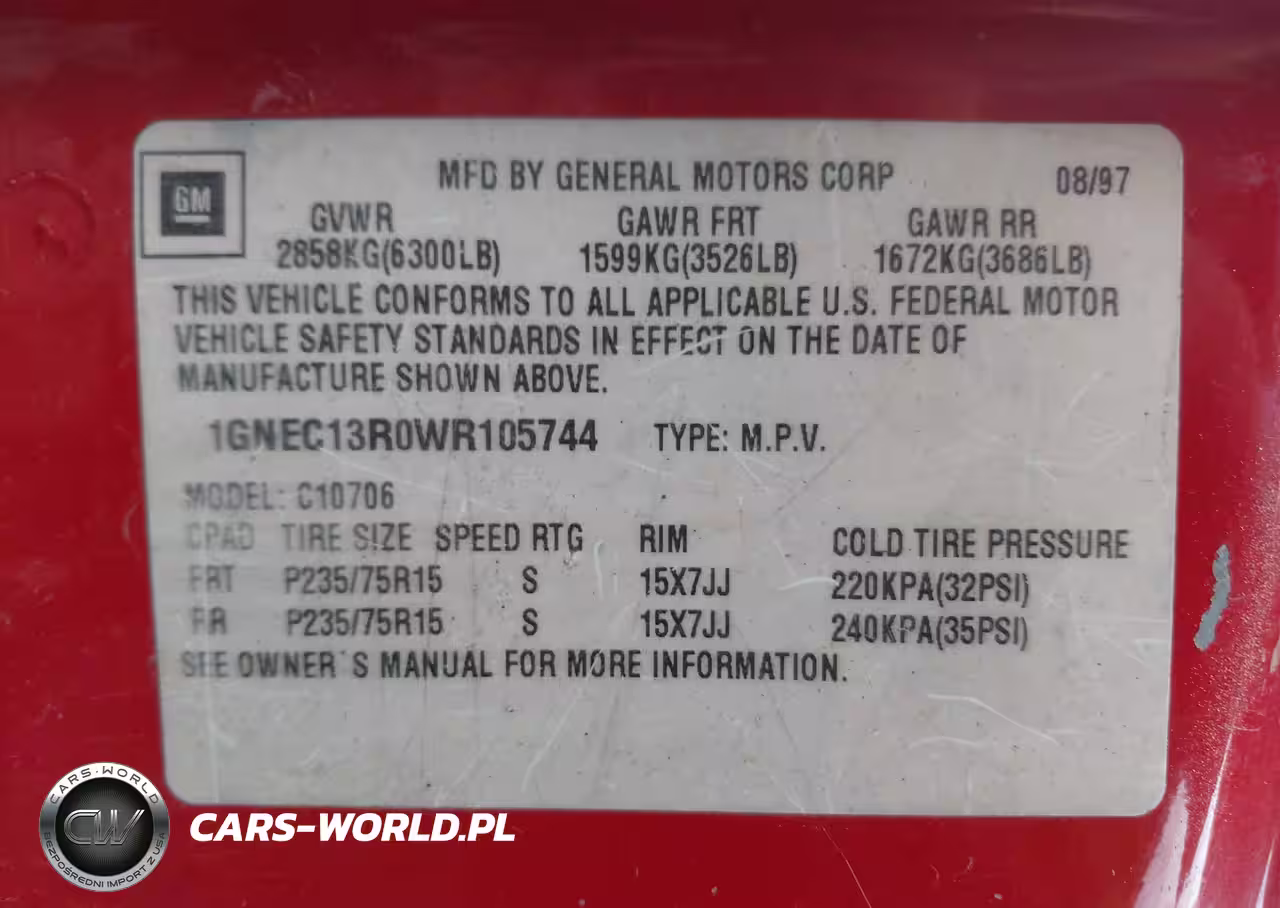 GM
MFD BY GENERAL MOTORS CORP 08/97
GVWR GAWR FRT GAWR RR
2858KG(6300LB) 1599KG(3526LB) 1672KG(3686LB)
THIS VEHICLE CONFORMS TO ALL APPLICABLE U.S. FEDERAL MOTOR
VEHICLE SAFETY STANDARDS IN EFFECT ON THE DATE OF
MANUFACTURE SHOWN ABOVE.
1GNEC13R0WR105744 TYPE: M.P.V.
MODEL: C10706
TIRE SIZE SPEED RTG RIM COLD TIRE PRESSURE
FRT P235/75R15 S 15X7JJ 220KPA(32PSI)
RR P235/75R15 S 15X7JJ 240KPA(35PSI)
SEE OWNER'S MANUAL FOR MORE INFORMATION.
CARS-WORLD
CW
BEZPOŚREDNI IMPORT Z USA
CARS-WORLD.PL